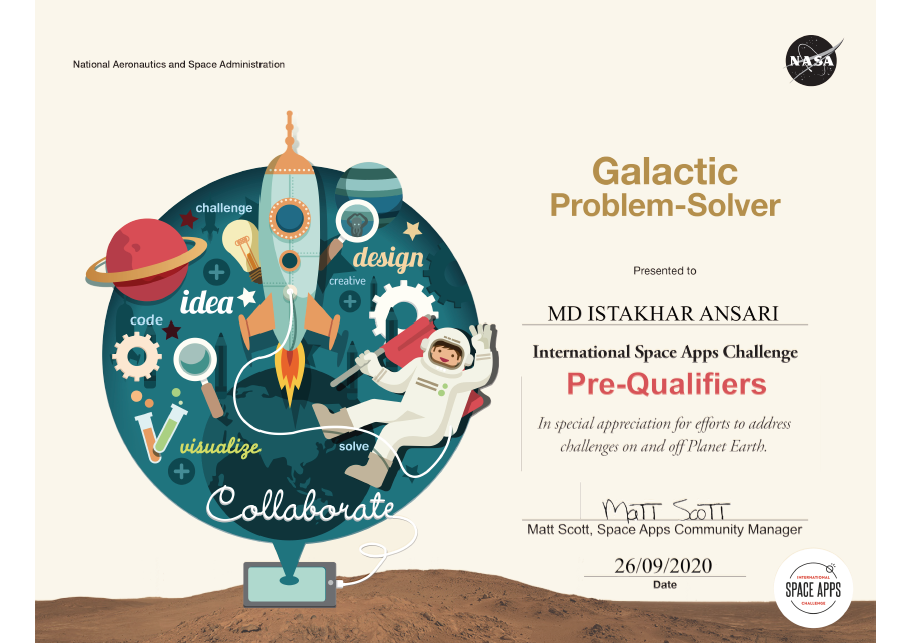 National Aeronautics and Space Administration
NASA
challenge
design
creative
idea
code
visualize
solve
Collaborate
Galactic
Problem-Solver
Presented to
MD ISTAKHAR ANSARI
International Space Apps Challenge
Pre-Qualifiers
In special appreciation for efforts to address
challenges on and off Planet Earth.
Matt Scott
Matt Scott, Space Apps Community Manager
26/09/2020
Date
INTERNATIONAL
SPACE APPS
CHALLENGE